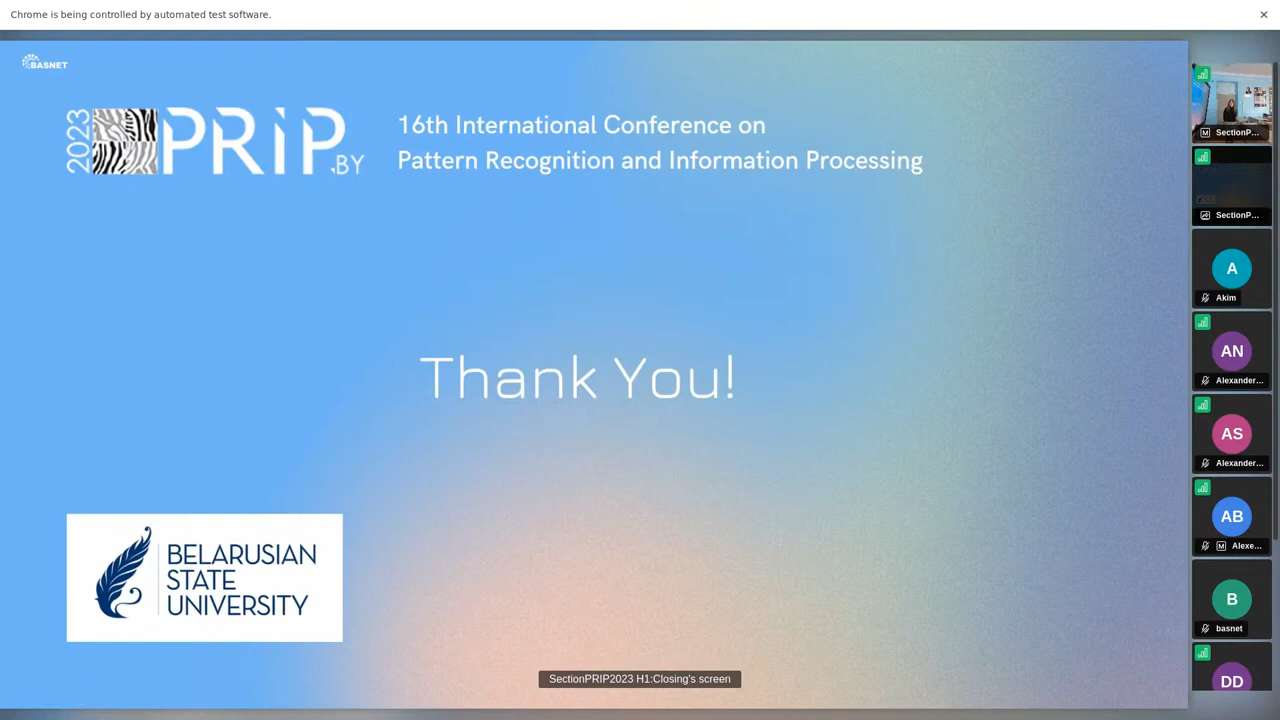 Chrome is being controlled by automated test software.
BASNET
2023
PRIP.BY
16th International Conference on
Pattern Recognition and Information Processing
Thank You!
BELARUSIAN
STATE
UNIVERSITY
SectionPRIP2023 H1:Closing's screen
M SectionP...
SectionP...
A
Akim
AN
Alexander...
AS
Alexander...
AB
M Alexe...
B
basnet
DD